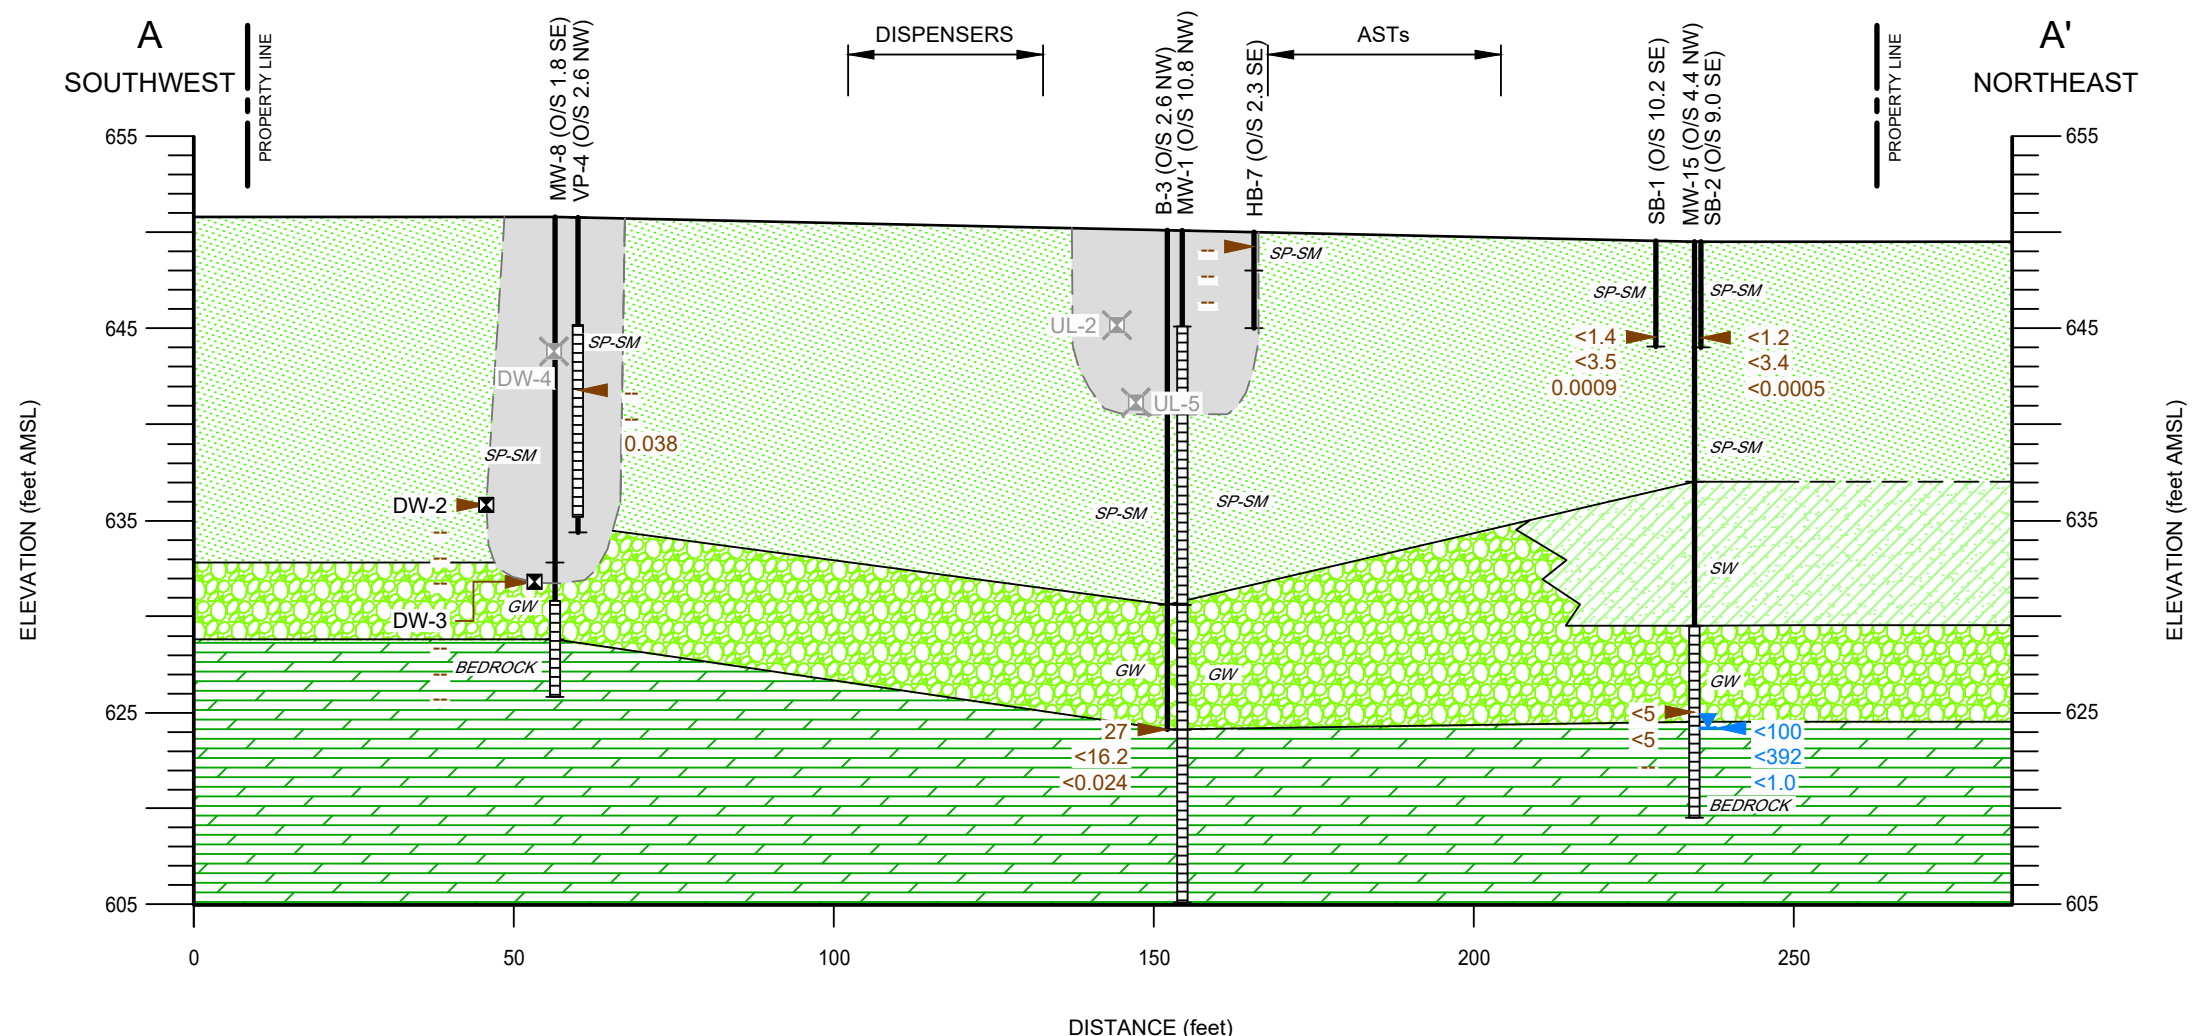 A
SOUTHWEST
PROPERTY LINE
MW-8 (O/S 1.8 SE)
VP-4 (O/S 2.6 NW)
DISPENSERS
B-3 (O/S 2.6 NW)
MW-1 (O/S 10.8 NW)
HB-7 (O/S 2.3 SE)
ASTs
SB-1 (O/S 10.2 SE)
MW-15 (O/S 4.4 NW)
SB-2 (O/S 9.0 SE)
PROPERTY LINE
A'
NORTHEAST
ELEVATION (feet AMSL)
655
645
635
625
605
655
645
635
625
605
ELEVATION (feet AMSL)
--
--
--
SP-SM
SP-SM
SP-SM
UL-2
<1.4
<3.5
0.0009
<1.2
<3.4
<0.0005
SP-SM
DW-4
UL-5
--
--
0.038
SP-SM
SP-SM
DW-2
--
--
--
SP-SM
SP-SM
SW
GW
DW-3
--
--
--
BEDROCK
GW
GW
GW
27
<16.2
<0.024
<5
<5
--
<100
<392
<1.0
BEDROCK
0
50
100
150
200
250
DISTANCE (feet)